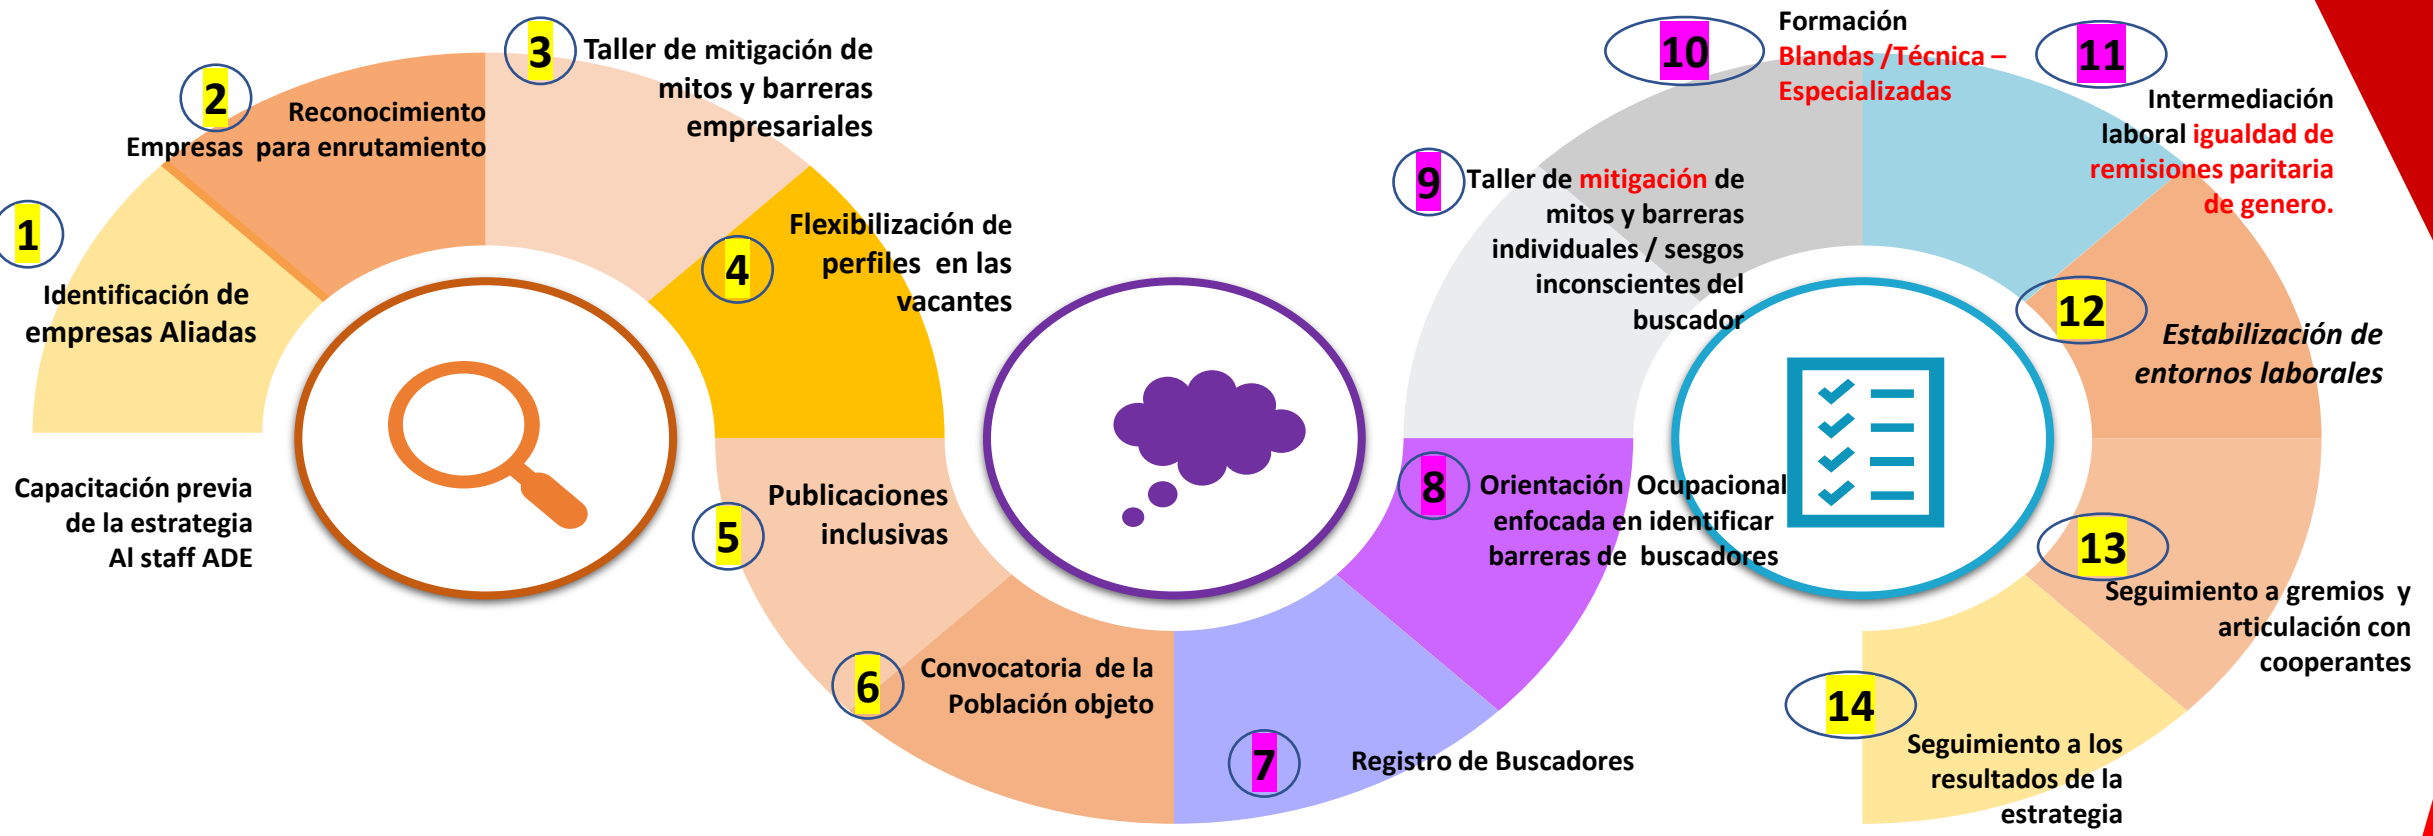 1
Identificación de
empresas Aliadas
Capacitación previa
de la estrategia
Al staff ADE
2
Reconocimiento
Empresas para enrutamiento
3
Taller de mitigación de
mitos y barreras
empresariales
4
Flexibilización de
perfiles en las
vacantes
5
Publicaciones
inclusivas
6
Convocatoria de la
Población objeto
7
Registro de Buscadores
8
Orientación Ocupacional
enfocada en identificar
barreras de buscadores
9
Taller de mitigación de
mitos y barreras
individuales / sesgos
inconscientes del
buscador
10
Formación
Blandas /Técnica –
Especializadas
11
Intermediación
laboral igualdad de
remisiones paritaria
de genero.
12
Estabilización de
entornos laborales
13
Seguimiento a gremios y
articulación con
cooperantes
14
Seguimiento a los
resultados de la
estrategia